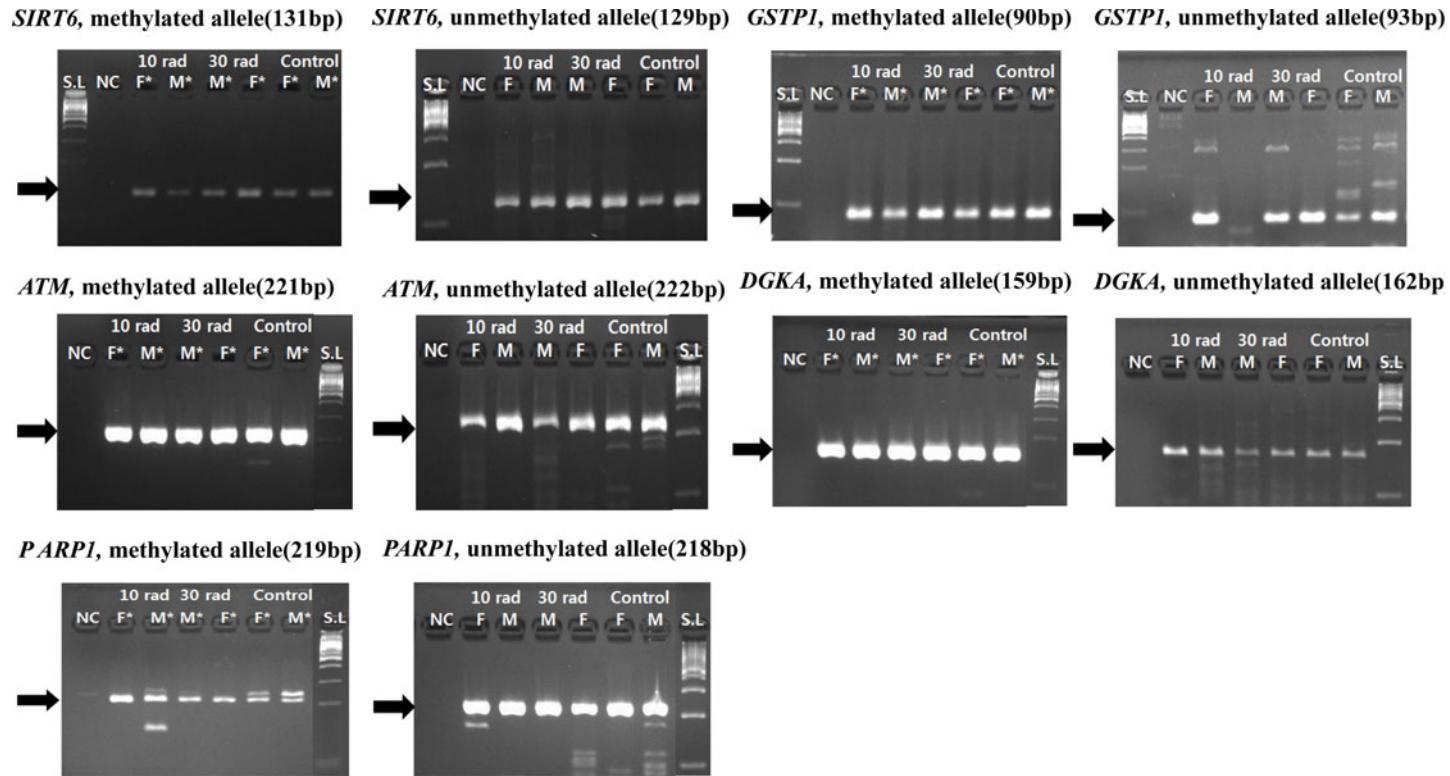 SIRT6, methylated allele(131bp)
10 rad 30 rad Control
S.L NC F* M* M* F* F* M*
SIRT6, unmethylated allele(129bp)
10 rad 30 rad Control
S.L NC F M M F F M
GSTP1, methylated allele(90bp)
10 rad 30 rad Control
S.L NC F* M* M* F* F* M*
GSTP1, unmethylated allele(93bp)
10 rad 30 rad Control
S.L NC F M M F F M
ATM, methylated allele(221bp)
10 rad 30 rad Control
NC F* M* M* F* F* M* S.L
ATM, unmethylated allele(222bp)
10 rad 30 rad Control
NC F M M F F M S.L
DGKA, methylated allele(159bp)
10 rad 30 rad Control
NC F* M* M* F* F* M* S.L
DGKA, unmethylated allele(162bp)
10 rad 30 rad Control
NC F M M F F M S.L
PARP1, methylated allele(219bp)
10 rad 30 rad Control
NC F* M* M* F* F* M* S.L
PARP1, unmethylated allele(218bp)
10 rad 30 rad Control
NC F M M F F M S.L